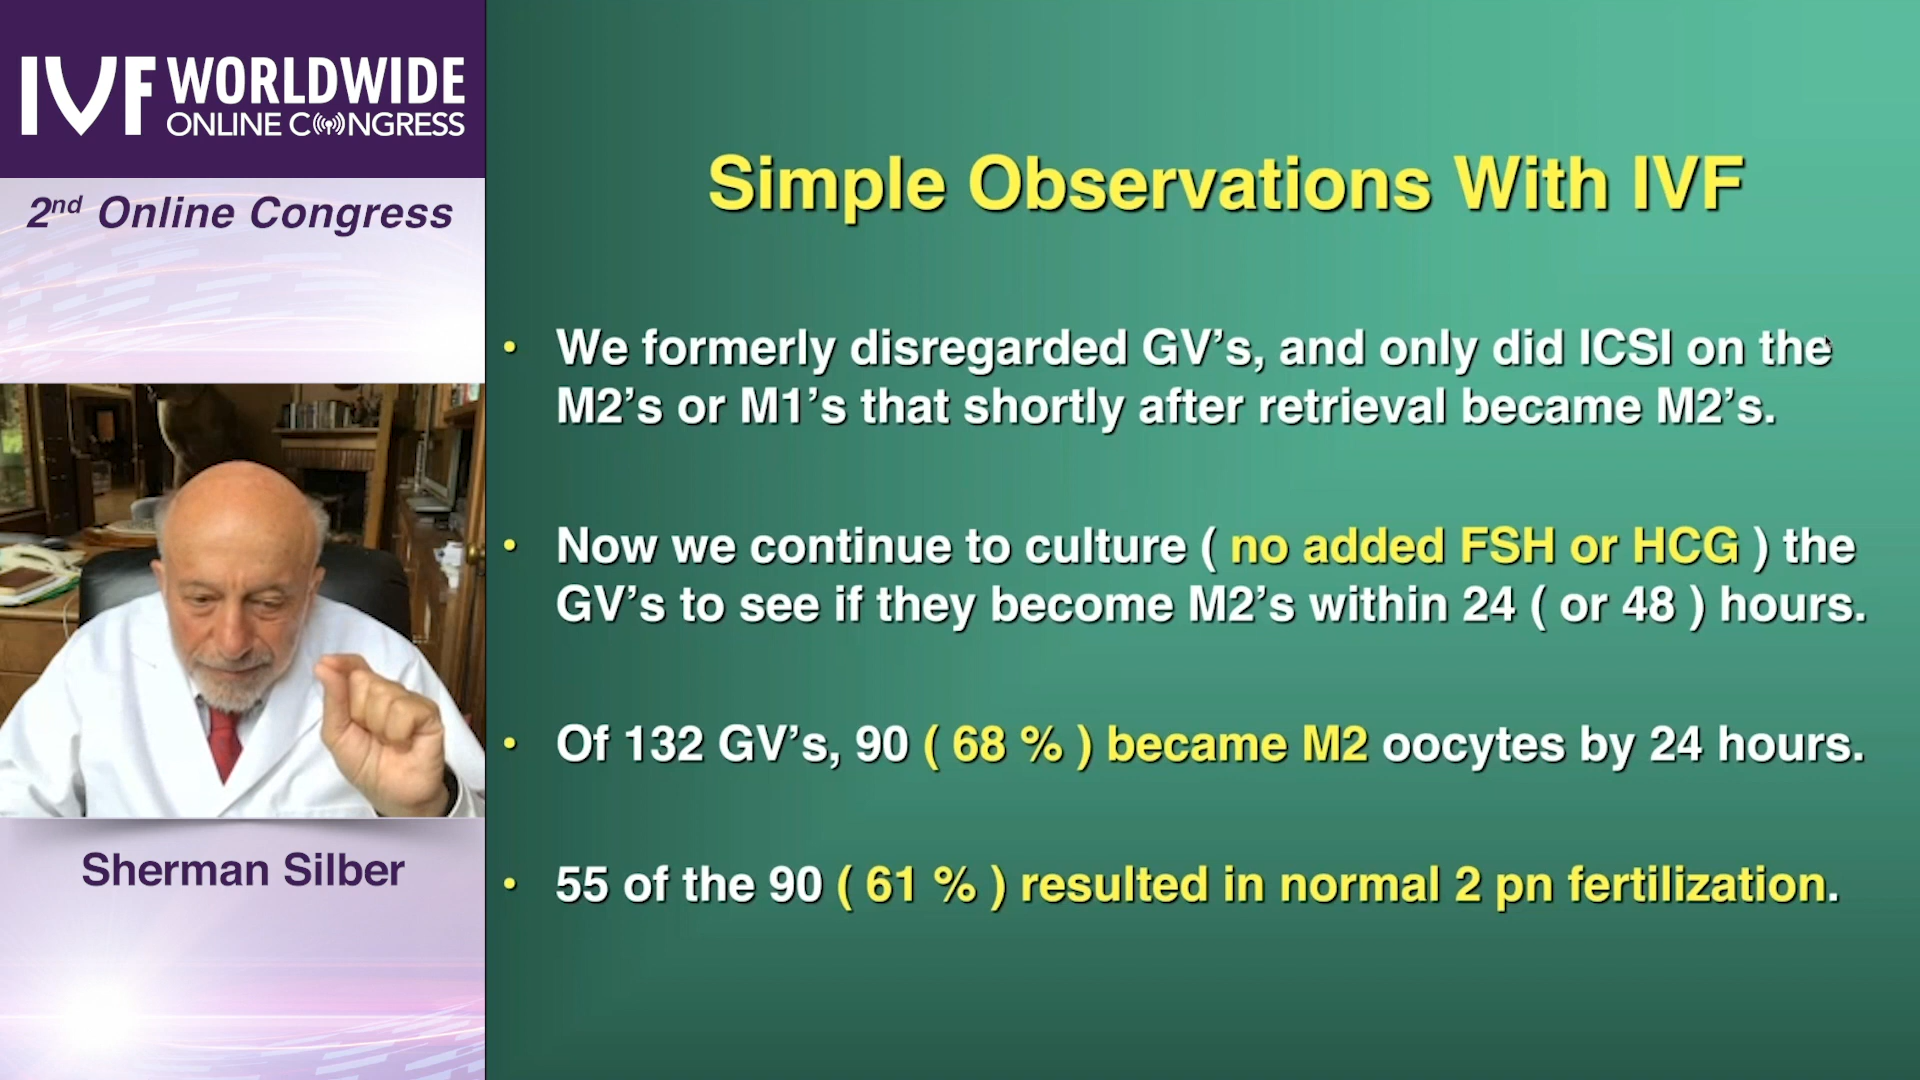 IVF WORLDWIDE
ONLINE CONGRESS
2nd Online Congress
Sherman Silber
Simple Observations With IVF
• We formerly disregarded GV’s, and only did ICSI on the
M2’s or M1’s that shortly after retrieval became M2’s.
• Now we continue to culture ( no added FSH or HCG ) the
GV’s to see if they become M2’s within 24 ( or 48 ) hours.
• Of 132 GV’s, 90 ( 68 % ) became M2 oocytes by 24 hours.
• 55 of the 90 ( 61 % ) resulted in normal 2 pn fertilization.